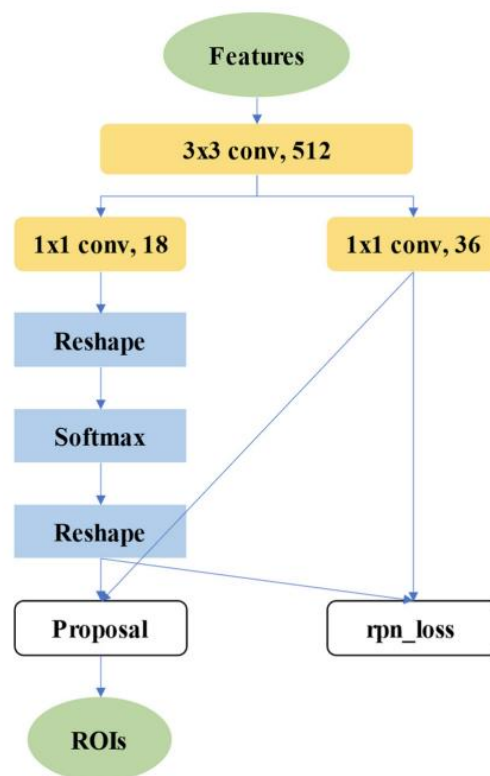 Features
3x3 conv, 512
1x1 conv, 18
1x1 conv, 36
Reshape
Softmax
Reshape
Proposal
rpn_loss
ROIs